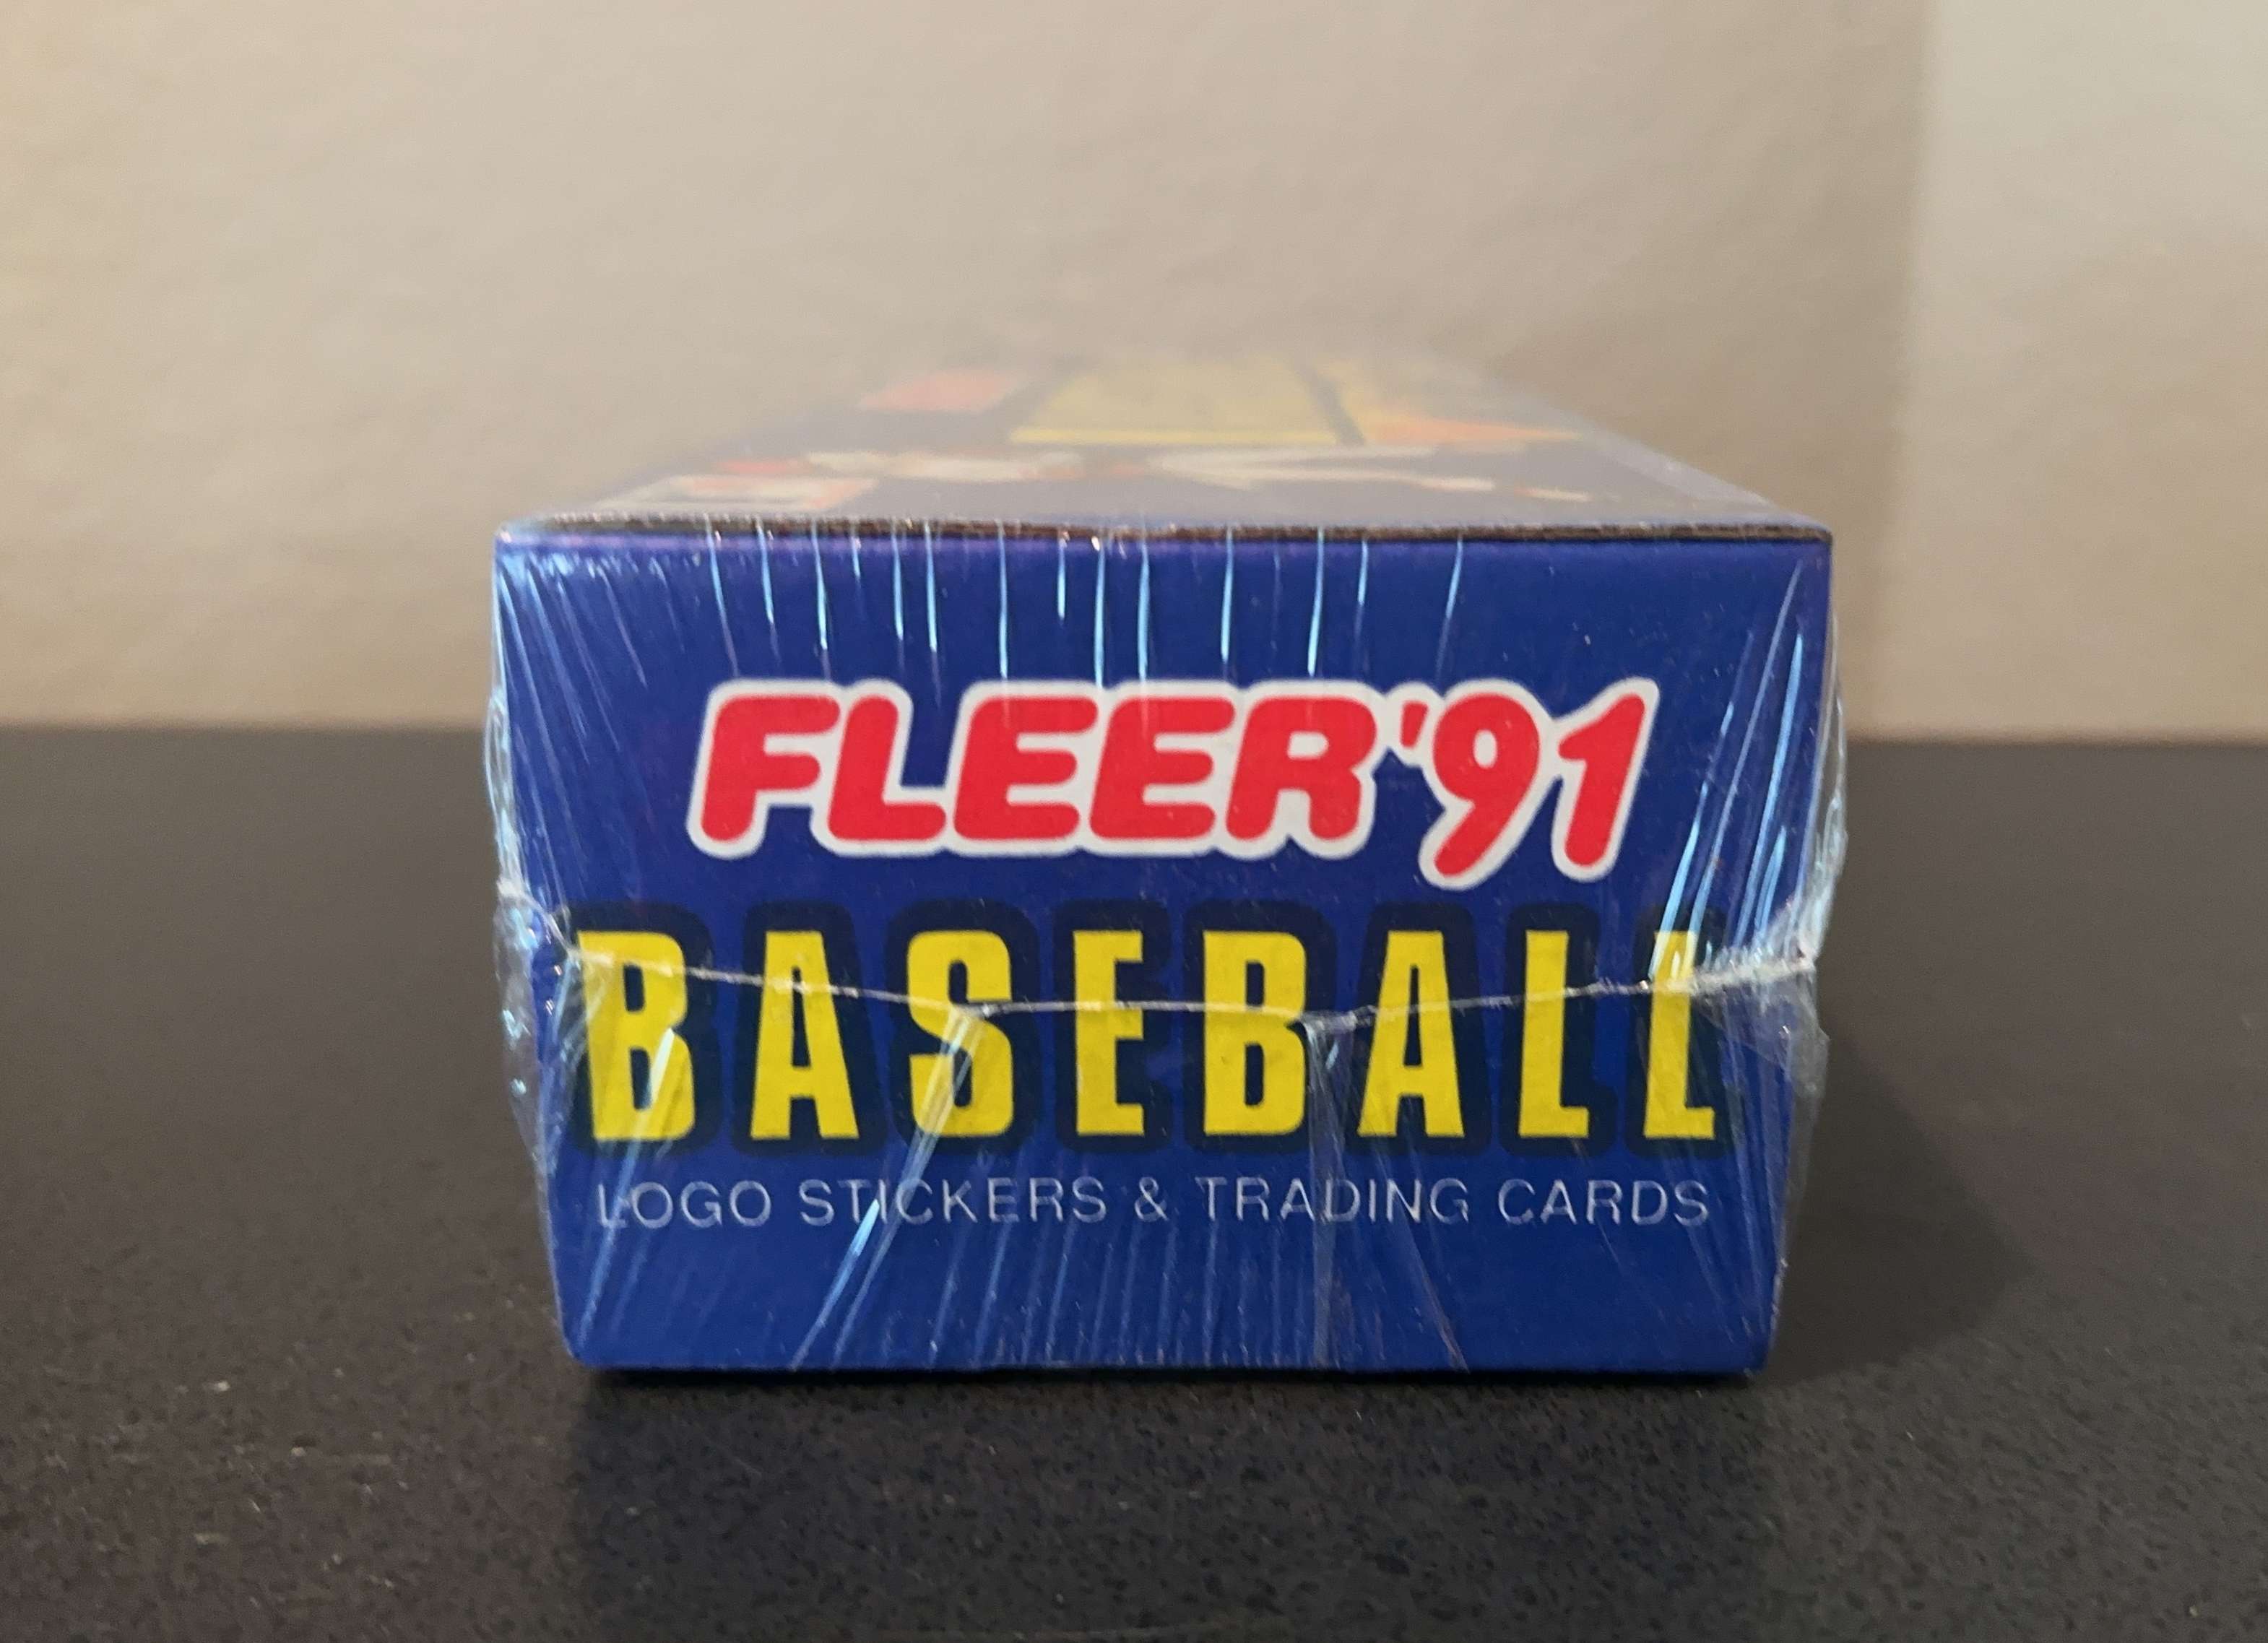 FLEER'91
BASEBALL
LOGO STICKERS & TRADING CARDS